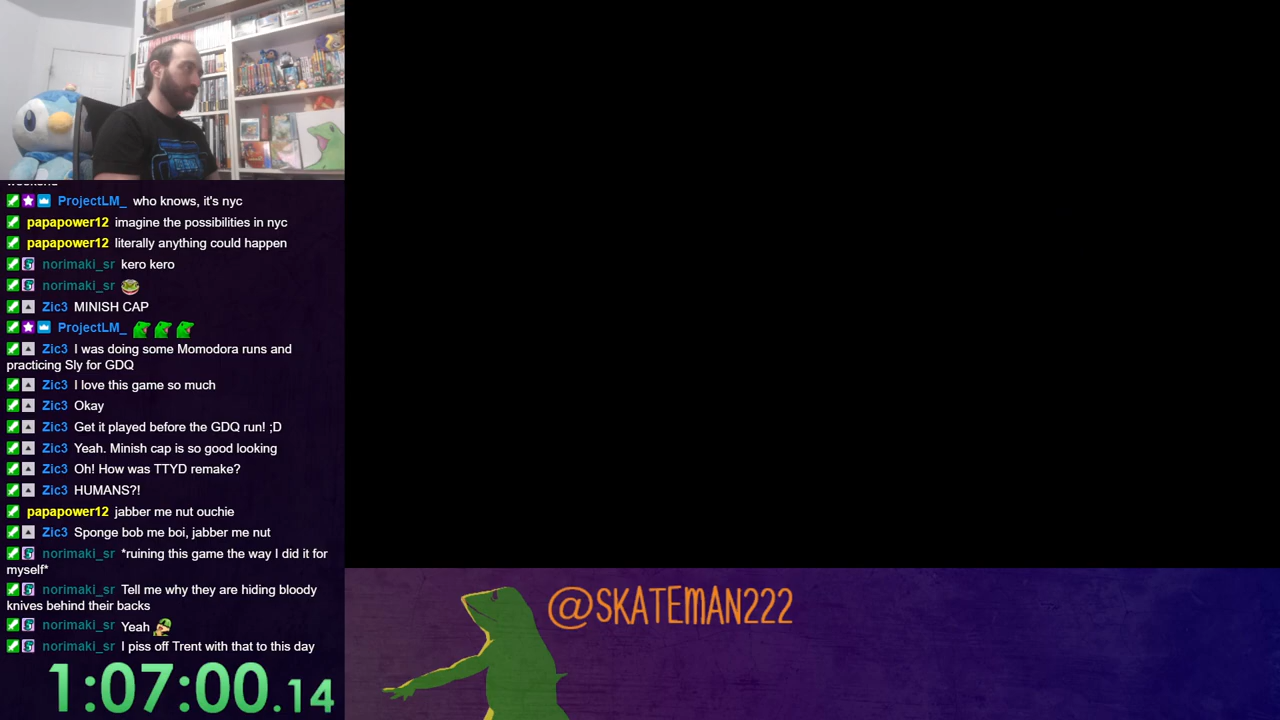 ProjectLM_ who knows, it's nyc
papapower12 imagine the possibilities in nyc
papapower12 literally anything could happen
norimaki_sr kero kero
norimaki_sr
Zic3 MINISH CAP
ProjectLM_
Zic3 I was doing some Momodora runs and
practicing Sly for GDQ
Zic3 I love this game so much
Zic3 Okay
Zic3 Get it played before the GDQ run! ;D
Zic3 Yeah. Minish cap is so good looking
Zic3 Oh! How was TTYD remake?
Zic3 HUMANS?!
papapower12 jabber me nut ouchie
Zic3 Sponge bob me boi, jabber me nut
norimaki_sr *ruining this game the way I did it for
myself*
norimaki_sr Tell me why they are hiding bloody
knives behind their backs
norimaki_sr Yeah
norimaki_sr I piss off Trent with that to this day
1:07:00.14
@SKATEMAN222